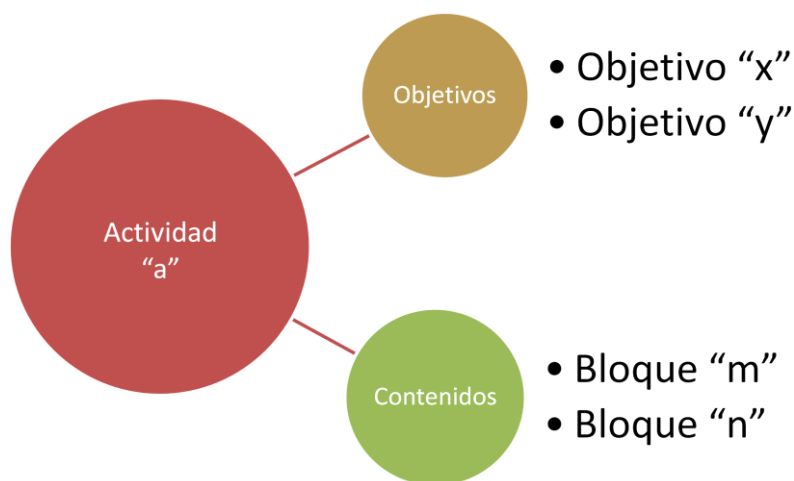 Actividad
“a”
Objetivos
• Objetivo “x”
• Objetivo “y”
Contenidos
• Bloque “m”
• Bloque “n”